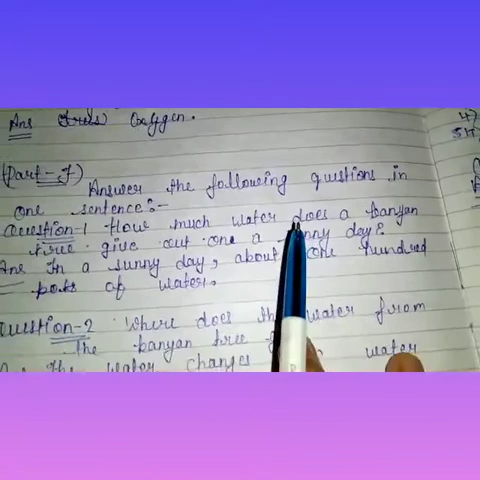 Ans Oxygen.
(Part-J)
Answer the following questions in
one sentence:-
Question-1 How much water does a banyan
tree give out one a sunny day?
Ans In a sunny day, about one hundred
pots of water.
Question-2 Where does the water from
the banyan tree
the water changes water